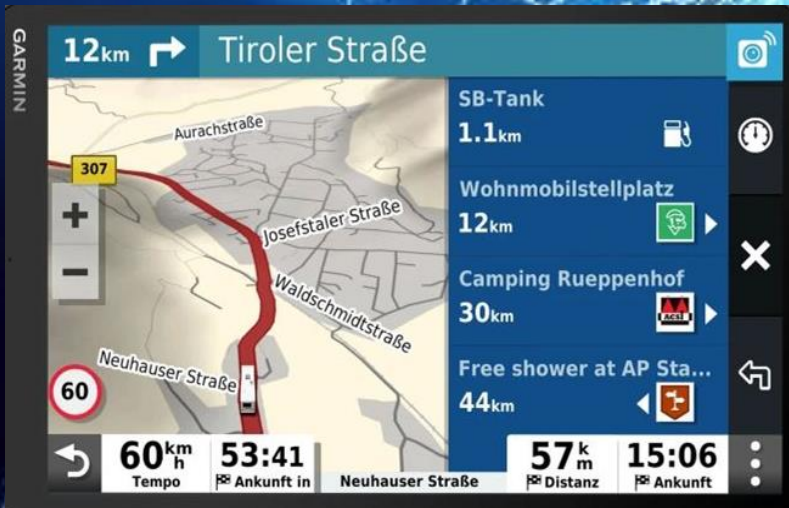 GARMIN
12km
Tiroler Straße
SB-Tank
1.1km
Wohnmobilstellplatz
12km
Camping Rueppenhof
30km
ACSI
Free shower at AP Sta...
44km
Aurachstraße
307
Josefstaler Straße
Waldschmidtstraße
Neuhauser Straße
+
−
60
60 km/h
Tempo
53:41
Ankunft in
Neuhauser Straße
57 km
Distanz
15:06
Ankunft